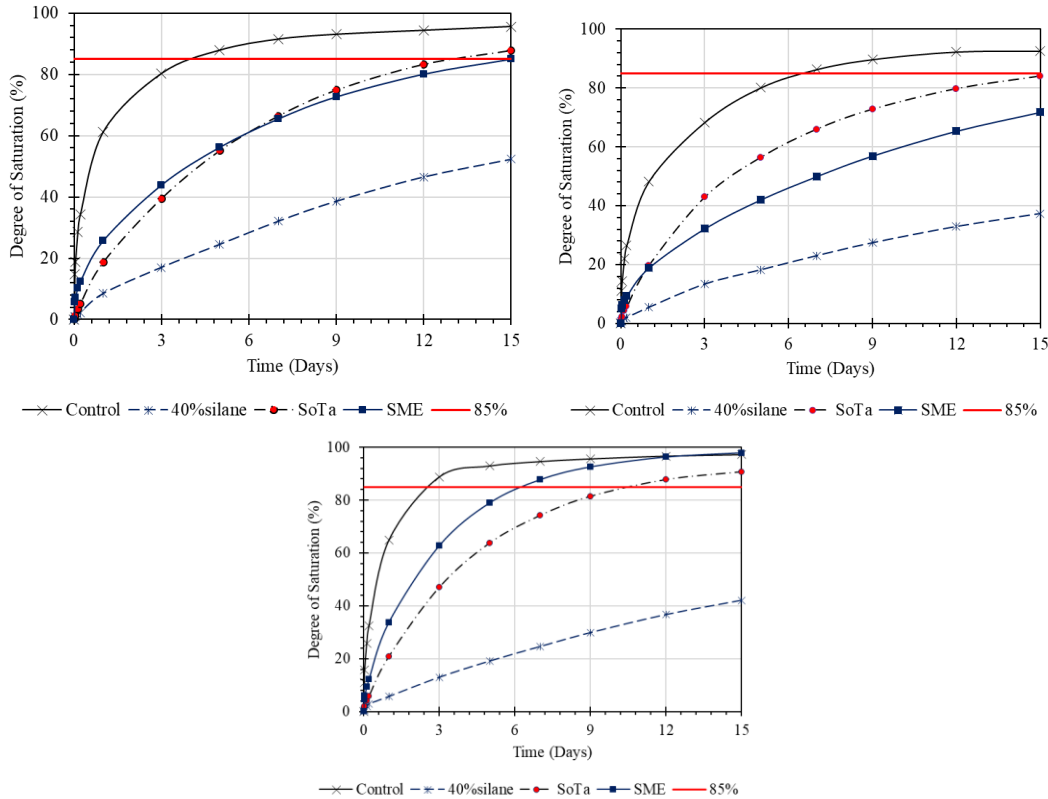 100
80
60
40
20
0
Degree of Saturation (%)
0 3 6 9 12 15
Time (Days)
Control 40%silane SoTa SME 85%
100
80
60
40
20
0
Degree of Saturation (%)
0 3 6 9 12 15
Time (Days)
Control 40%silane SoTa SME 85%
100
80
60
40
20
0
Degree of Saturation (%)
0 3 6 9 12 15
Time (Days)
Control 40%silane SoTa SME 85%